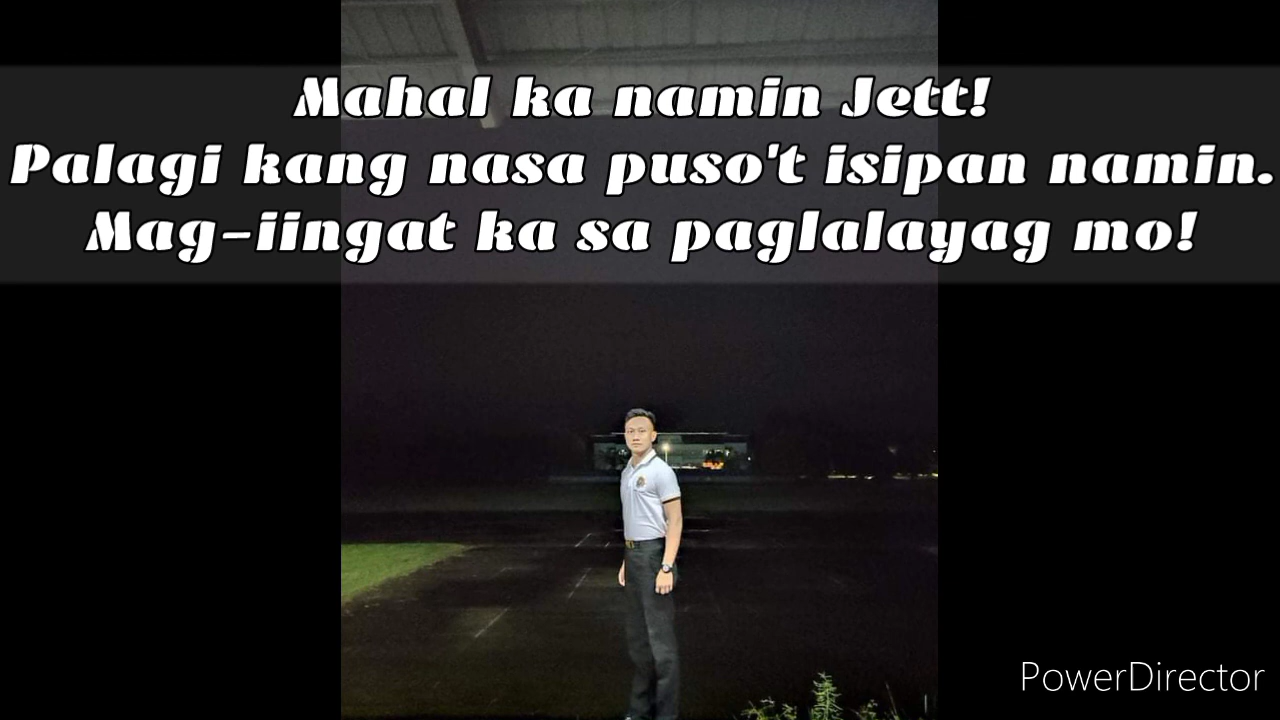 Mahal ka namin Jett!
Palagi kang nasa puso't isipan namin.
Mag-iingat ka sa paglalayag mo!
PowerDirector